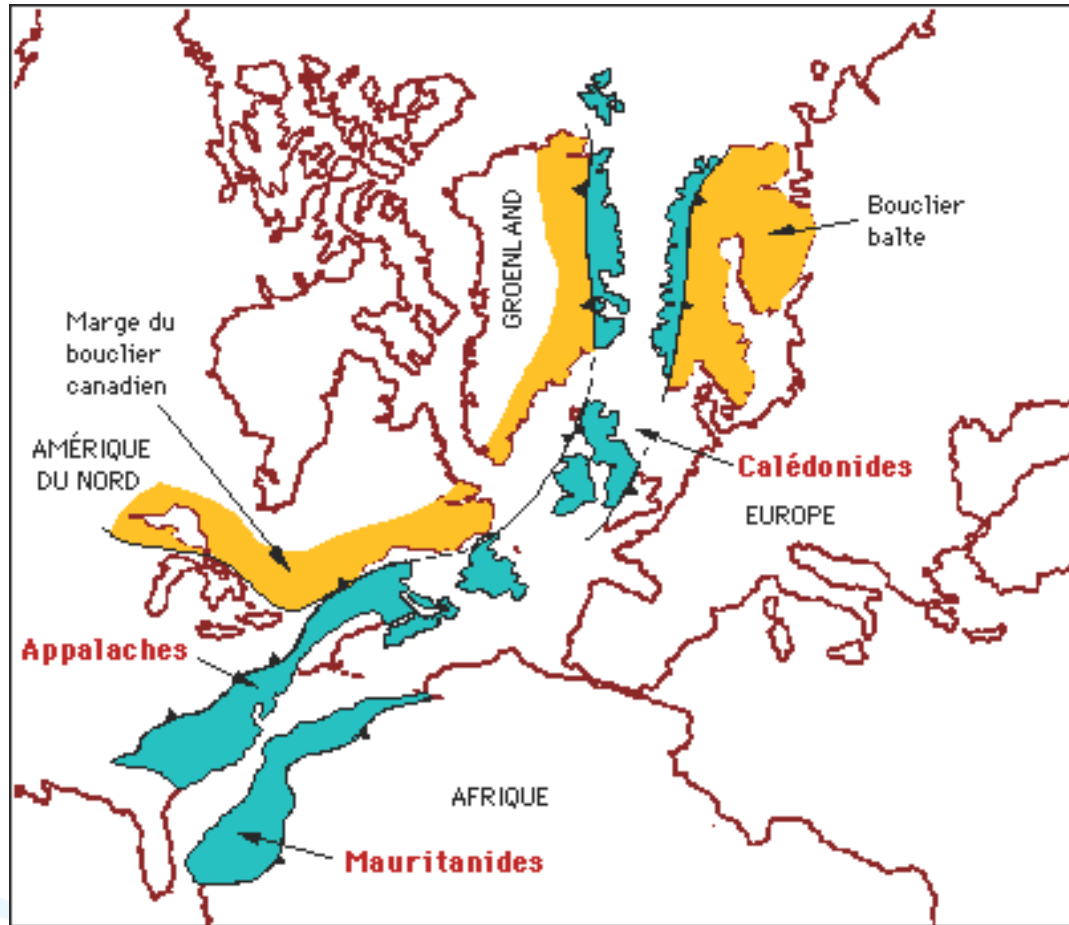 GROENLAND
Bouclier
balte
Marge du
bouclier
canadien
AMÉRIQUE
DU NORD
Calédonides
EUROPE
Appalaches
AFRIQUE
Mauritanides